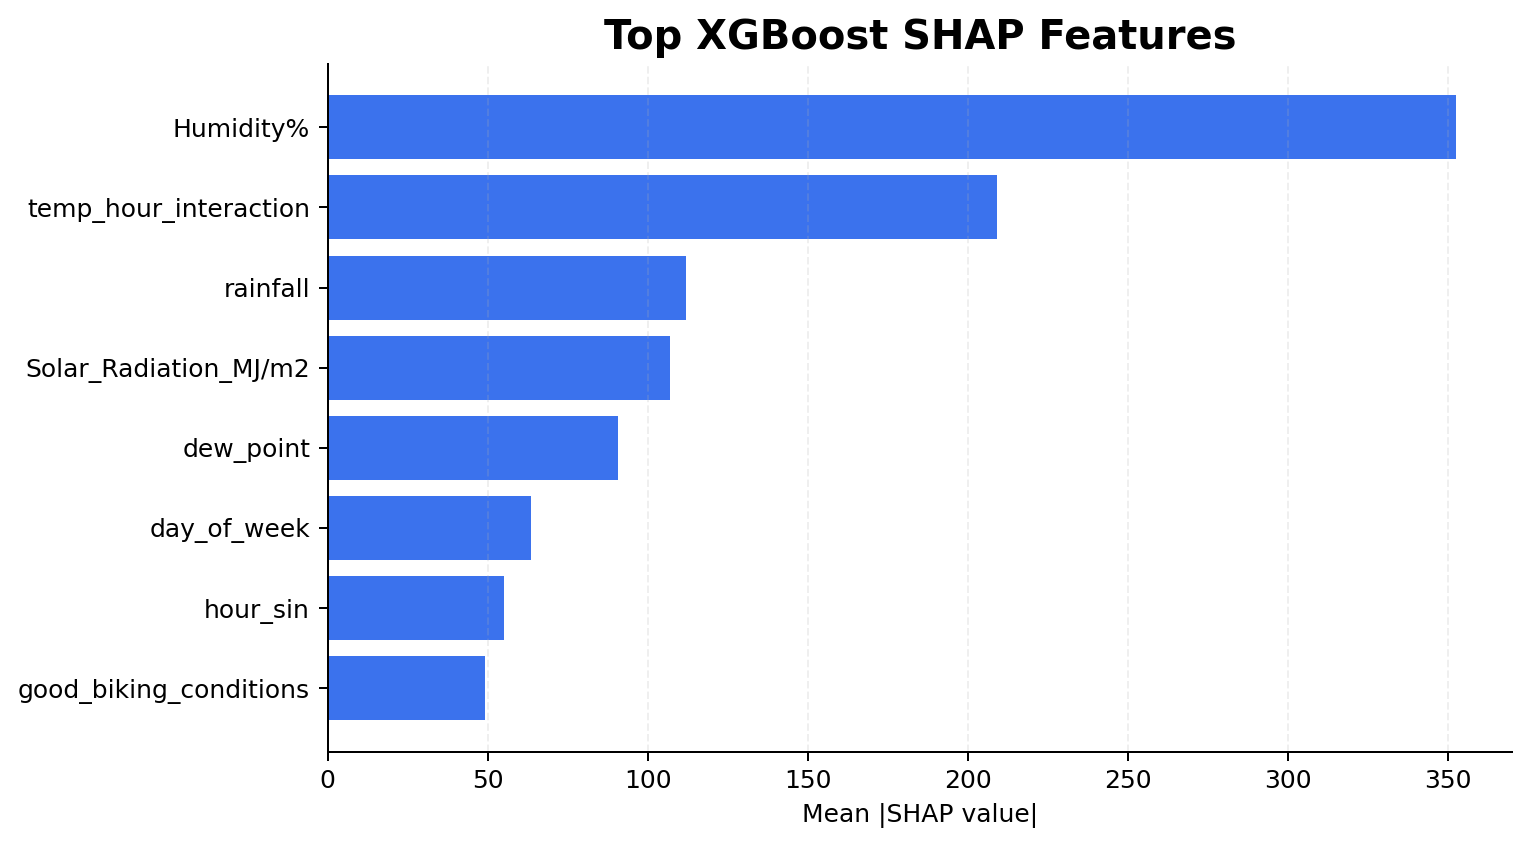 Top XGBoost SHAP Features
Humidity%
temp_hour_interaction
rainfall
Solar_Radiation_MJ/m2
dew_point
day_of_week
hour_sin
good_biking_conditions
0 50 100 150 200 250 300 350
Mean |SHAP value|